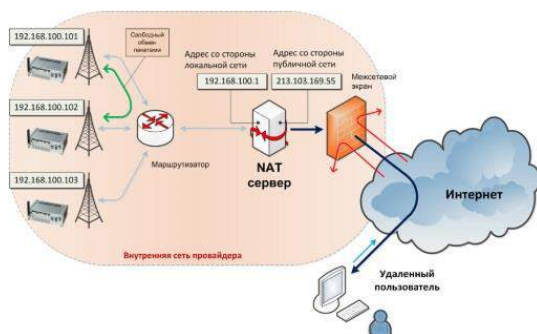 192.168.100.101
Свободный
обмен
пакетами
Адрес со стороны
локальной сети
Адрес со стороны
публичной сети
192.168.100.1
213.103.169.55
Межсетевой
экран
192.168.100.102
Маршрутизатор
NAT
сервер
Интернет
192.168.100.103
Внутренняя сеть провайдера
Удаленный
пользователь